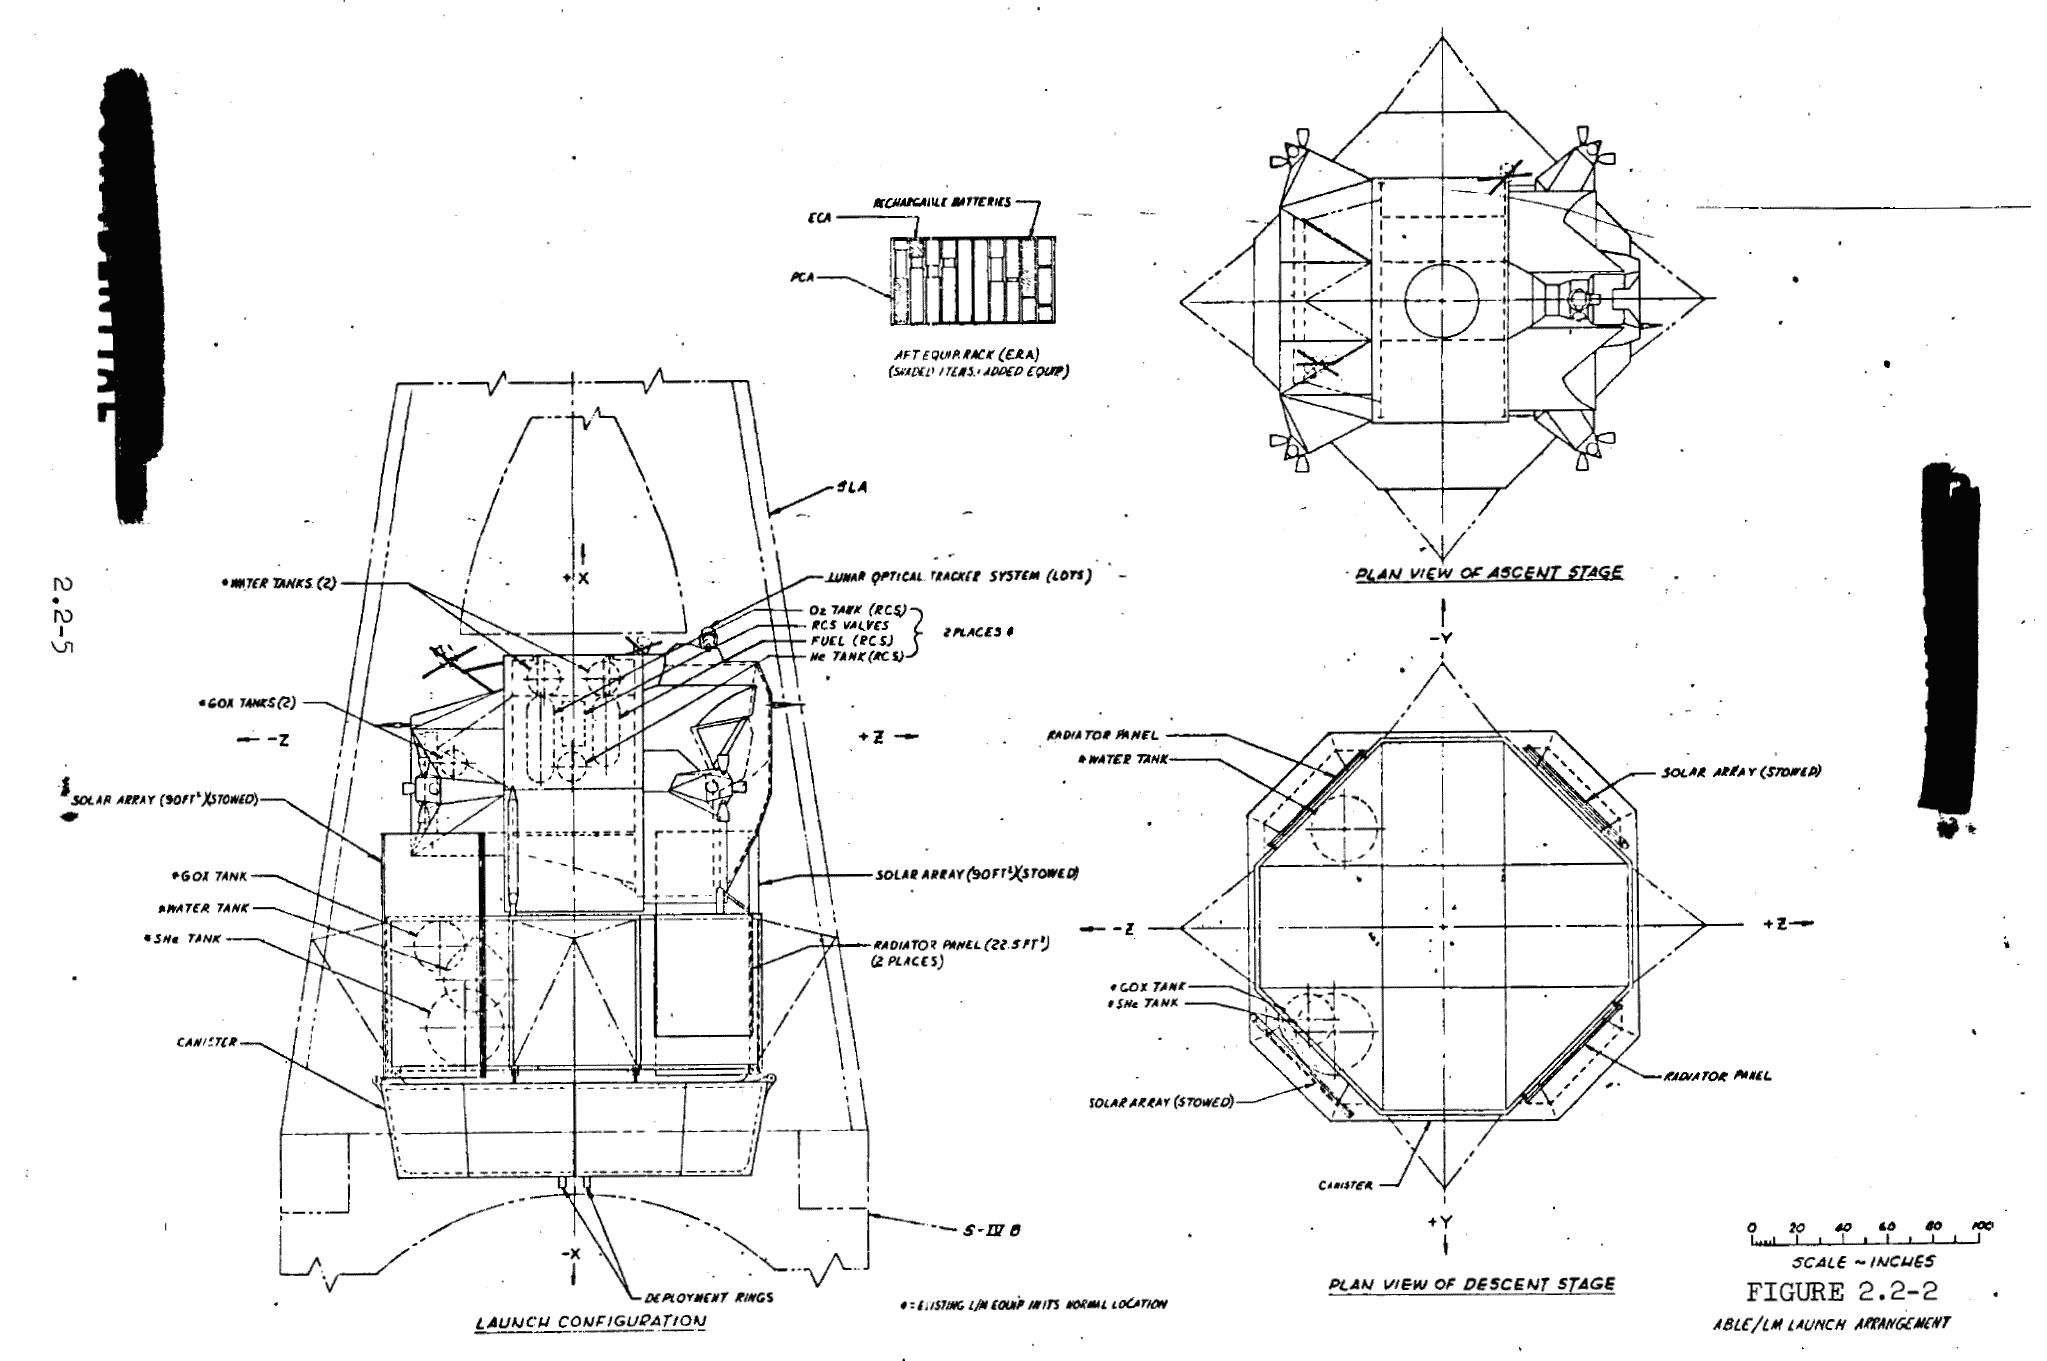 2.2-5
RECHARGABLE BATTERIES
ECA
PCA
AFT EQUIP. RACK (ERA)
(SHADED ITEMS: ADDED EQUIP)
SLA
+X
*WATER TANKS (2)
LUNAR OPTICAL TRACKER SYSTEM (LOTS)
O2 TANK (RCS)
RCS VALVES
FUEL (RCS)
He TANK (RCS)
2 PLACES *
*GOX TANKS (2)
-Z
+Z
SOLAR ARRAY (90FT²)(STOWED)
*GOX TANK
*WATER TANK
*SHe TANK
SOLAR ARRAY (90FT²)(STOWED)
RADIATOR PANEL (22.5 FT²)
(2 PLACES)
CANISTER
S-IV B
-X
DEPLOYMENT RINGS
LAUNCH CONFIGURATION
* = EXISTING L/M EQUIP IN ITS NORMAL LOCATION
PLAN VIEW OF ASCENT STAGE
-Y
RADIATOR PANEL
*WATER TANK
SOLAR ARRAY (STOWED)
-Z
+Z
*GOX TANK
*SHe TANK
RADIATOR PANEL
SOLAR ARRAY (STOWED)
CANISTER
+Y
PLAN VIEW OF DESCENT STAGE
0 20 40 60 80 100
SCALE ~ INCHES
FIGURE 2.2-2
ABLE/LM LAUNCH ARRANGEMENT